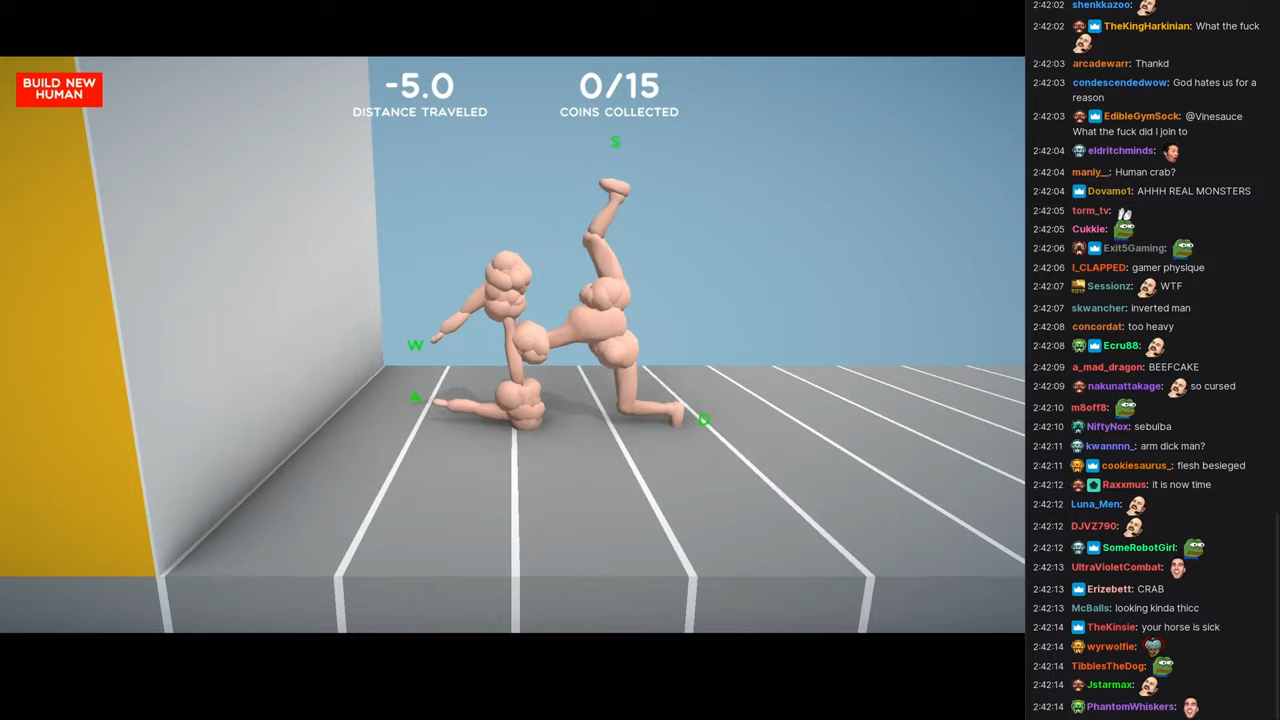 BUILD NEW
HUMAN
-5.0
DISTANCE TRAVELED
0/15
COINS COLLECTED
S
W
A
D
2:42:02 shenkkazoo:
2:42:02 TheKingHarkinian: What the fuck
2:42:03 arcadewarr: Thankd
2:42:03 condescendedwow: God hates us for a
reason
2:42:03 EdibleGymSock: @Vinesauce
What the fuck did I join to
2:42:04 eldritchminds:
2:42:04 manly__: Human crab?
2:42:04 Dovamo1: AHHH REAL MONSTERS
2:42:05 torm_tv:
2:42:05 Cukkie:
2:42:06 Exit5Gaming:
2:42:06 I_CLAPPED: gamer physique
2:42:07 Sessionz: WTF
2:42:07 skwancher: inverted man
2:42:08 concordat: too heavy
2:42:08 Ecru88:
2:42:09 a_mad_dragon: BEEFCAKE
2:42:09 nakunattakage: so cursed
2:42:10 m8off8:
2:42:10 NiftyNox: sebulba
2:42:11 kwannnn_: arm dick man?
2:42:11 cookiesaurus_: flesh besieged
2:42:12 Raxxmus: it is now time
2:42:12 Luna_Men:
2:42:12 DJVZ790:
2:42:12 SomeRobotGirl:
2:42:13 UltraVioletCombat:
2:42:13 Erizebett: CRAB
2:42:13 McBalls: looking kinda thicc
2:42:14 TheKinsie: your horse is sick
2:42:14 wyrwolfie:
2:42:14 TibblesTheDog:
2:42:14 Jstarmax:
2:42:14 PhantomWhiskers: